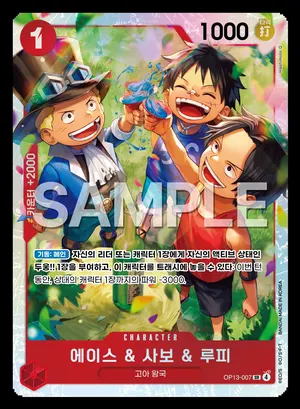 1
1000
타격
打
카운터 +2000
SAMPLE
기동:메인 자신의 리더 또는 캐릭터 1장에게 자신의 액티브 상태인
두웅!!1장을 부여하고, 이 캐릭터를 트래시에 놓을 수 있다:이번 턴
동안, 상대의 캐릭터 1장까지의 파워 -3000.
CHARACTER
에이스 & 사보 & 루피
고아 왕국
OP13-007